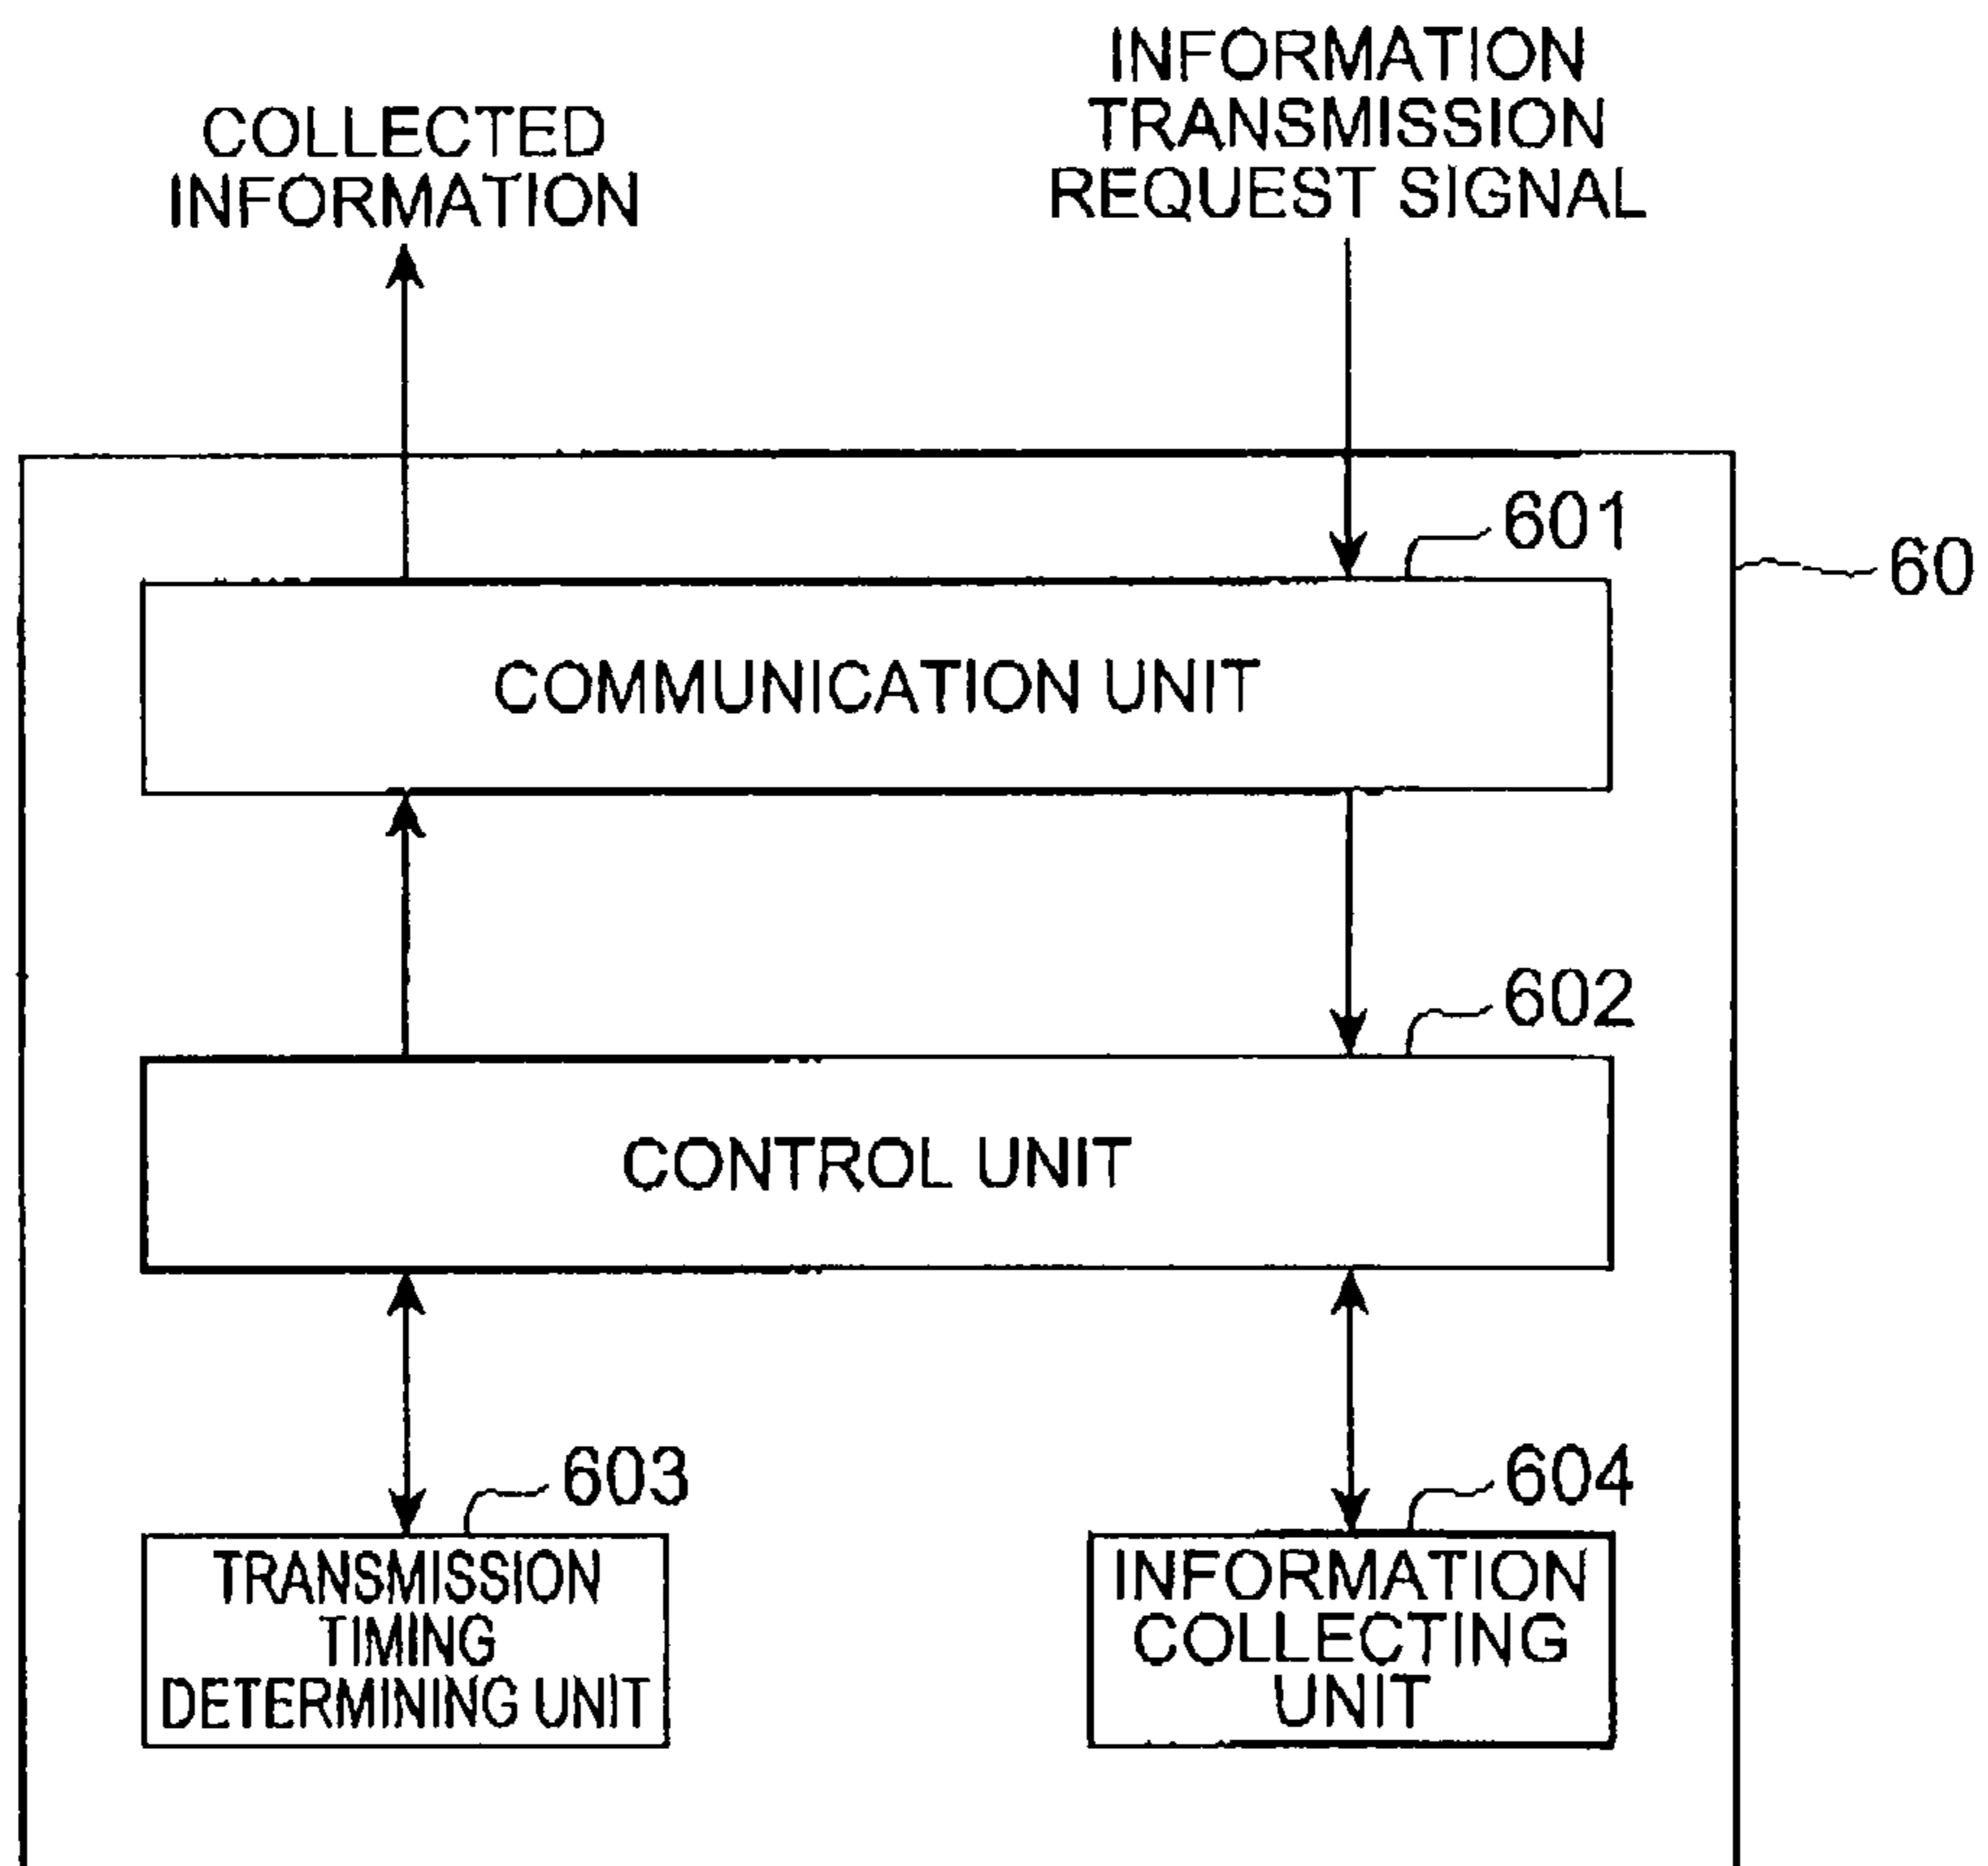 COLLECTED
INFORMATION
INFORMATION
TRANSMISSION
REQUEST SIGNAL
601
60
COMMUNICATION UNIT
602
CONTROL UNIT
603
604
TRANSMISSION
TIMING
DETERMINING UNIT
INFORMATION
COLLECTING
UNIT